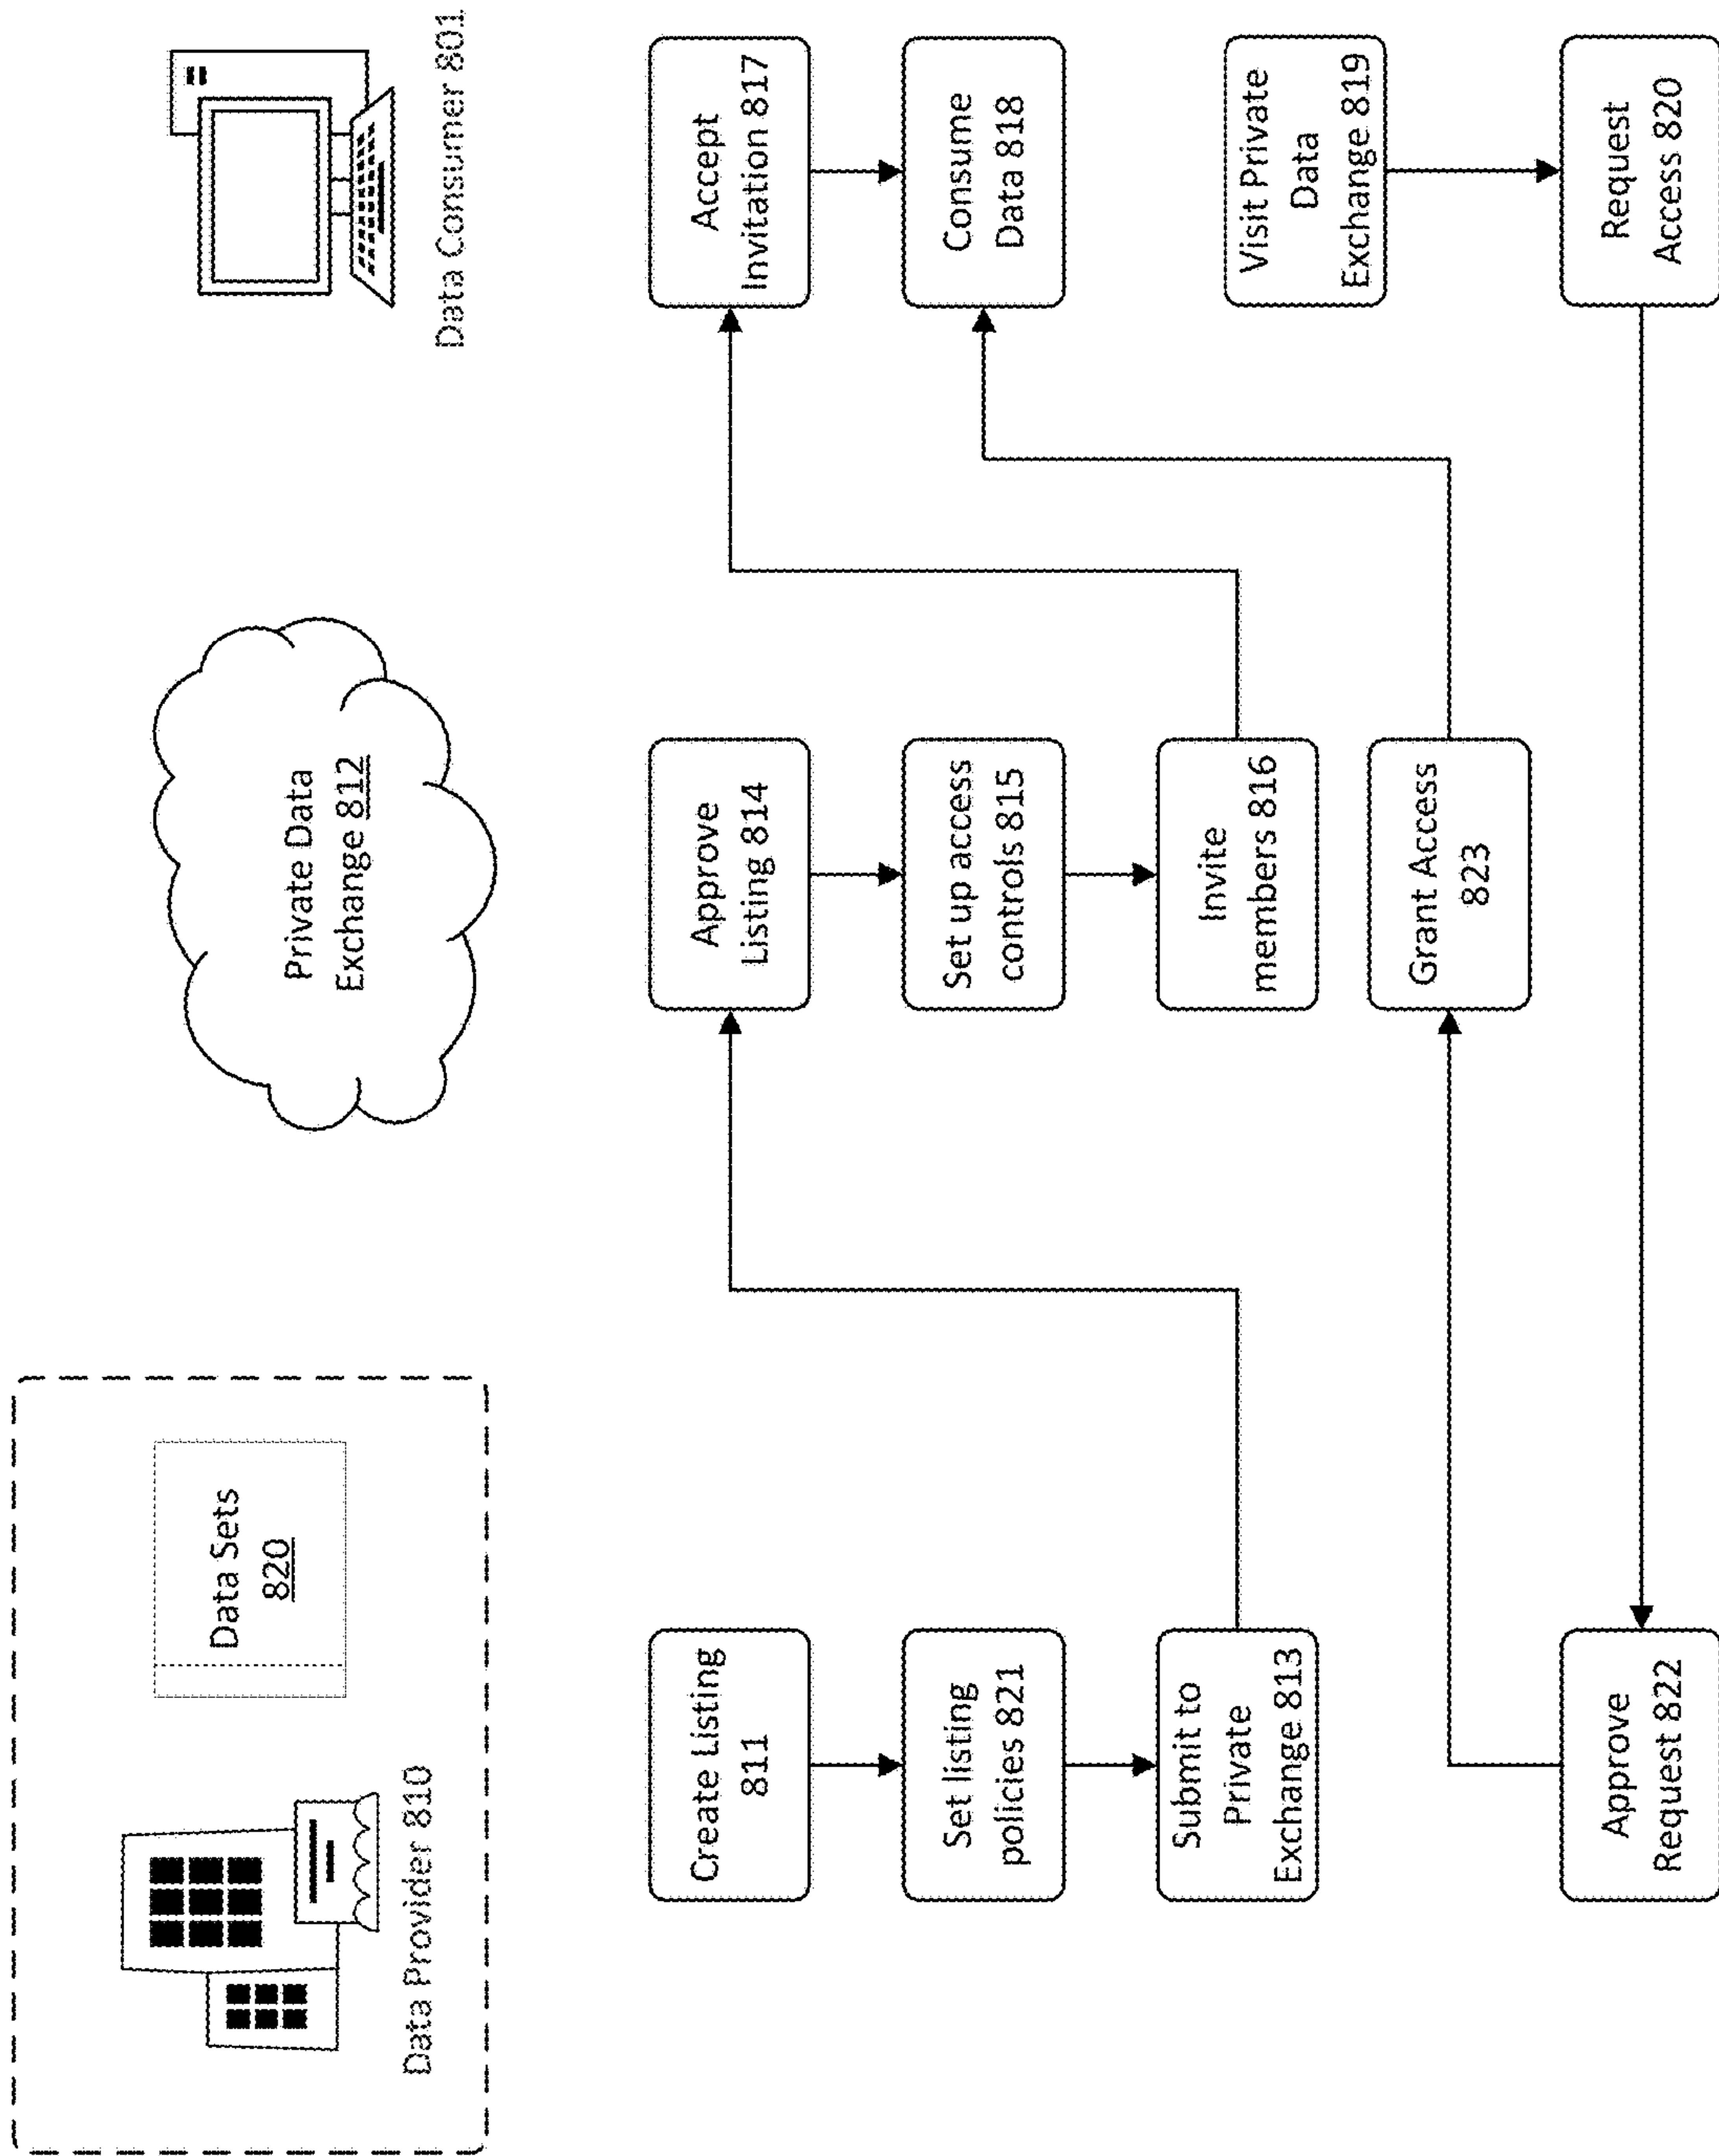 Data Provider 810
Data Sets
820
Private Data
Exchange 812
Data Consumer 801
Create Listing
811
Set listing
policies 821
Submit to
Private
Exchange 813
Approve
Request 822
Approve
Listing 814
Set up access
controls 815
Invite
members 816
Grant Access
823
Accept
Invitation 817
Consume
Data 818
Visit Private
Data
Exchange 819
Request
Access 820